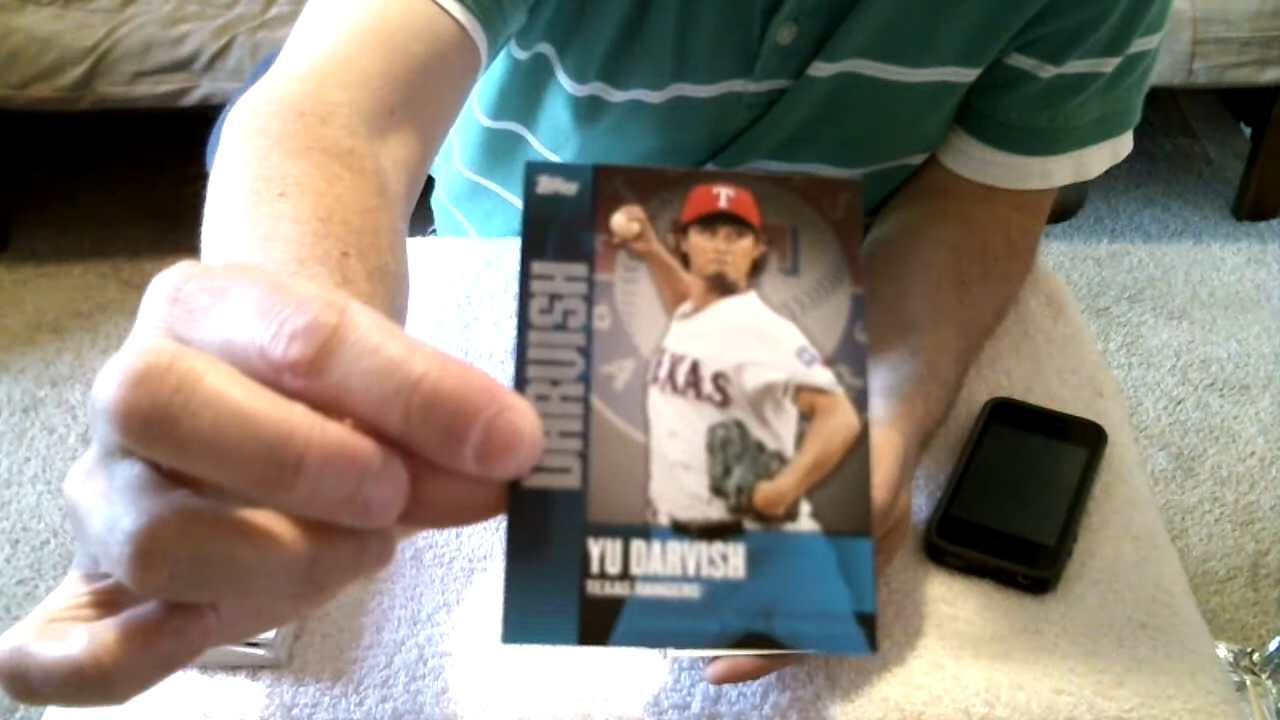 Topps
DARVISH
T
TEXAS
YU DARVISH
TEXAS RANGERS